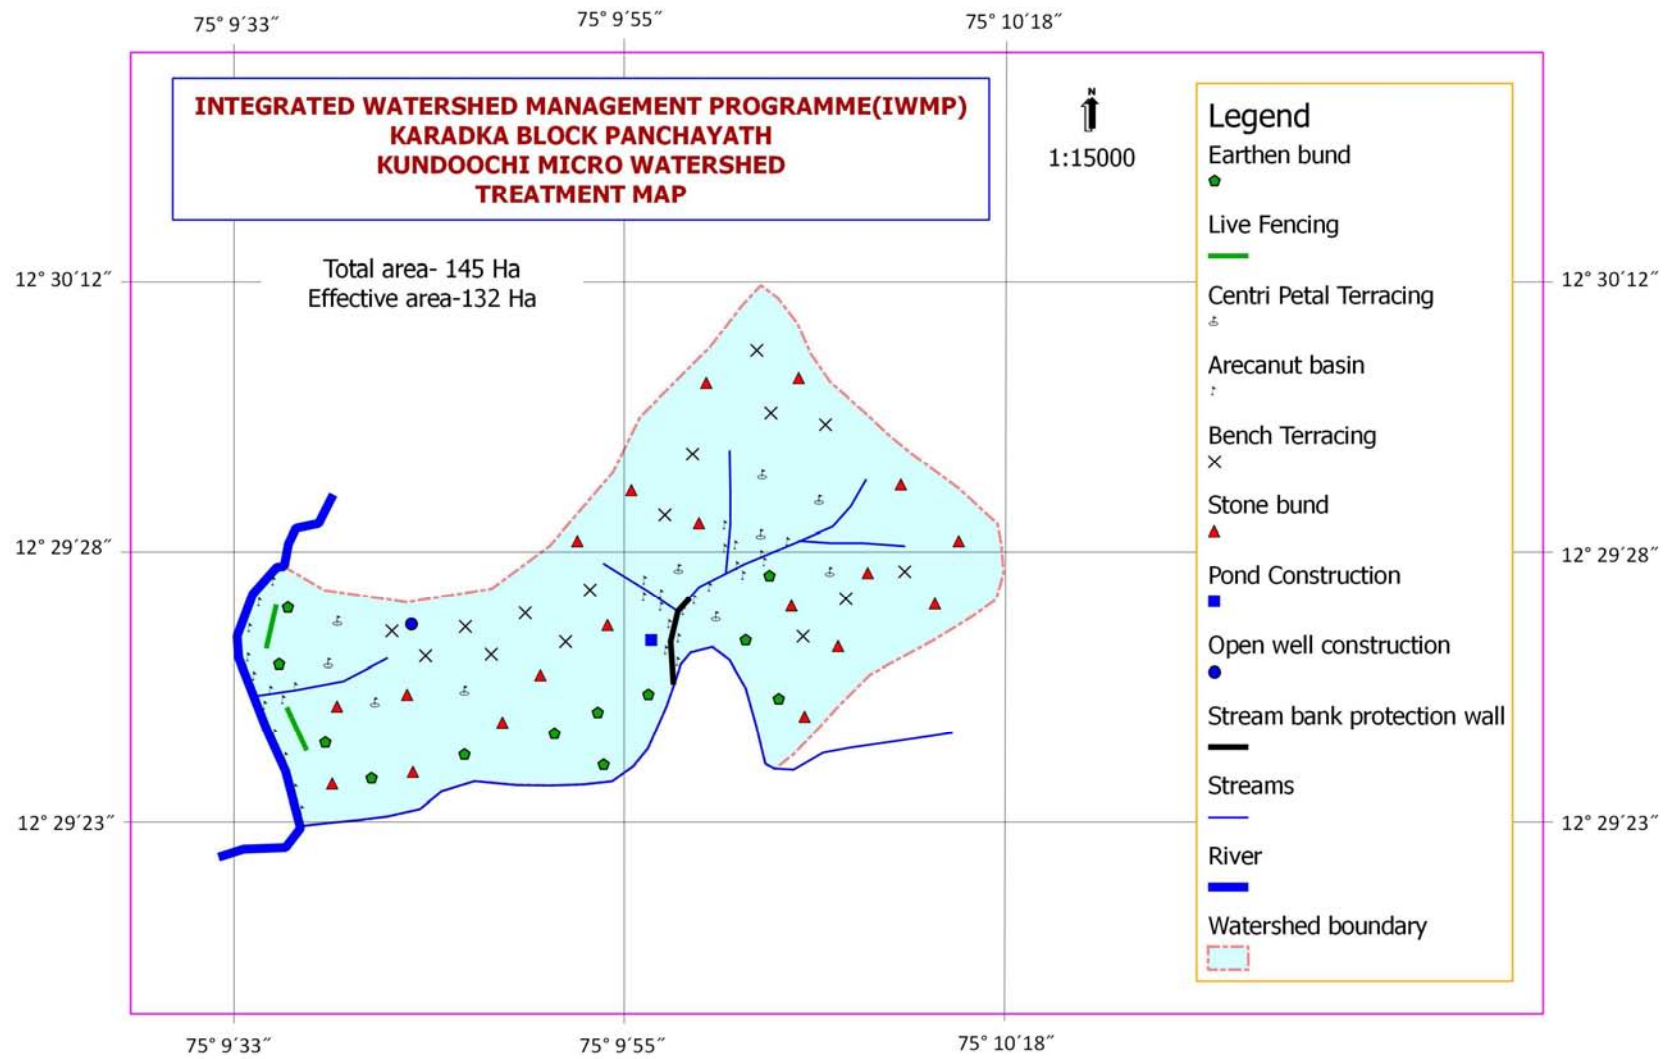 75° 9´33˝
75° 9´55˝
75° 10´18˝
INTEGRATED WATERSHED MANAGEMENT PROGRAMME(IWMP)
KARADKA BLOCK PANCHAYATH
KUNDOOCHI MICRO WATERSHED
TREATMENT MAP
N
1:15000
Total area- 145 Ha
Effective area-132 Ha
12° 30´12˝
12° 30´12˝
12° 29´28˝
12° 29´28˝
12° 29´23˝
12° 29´23˝
Legend
Earthen bund
Live Fencing
Centri Petal Terracing
Arecanut basin
Bench Terracing
Stone bund
Pond Construction
Open well construction
Stream bank protection wall
Streams
River
Watershed boundary
75° 9´33˝
75° 9´55˝
75° 10´18˝